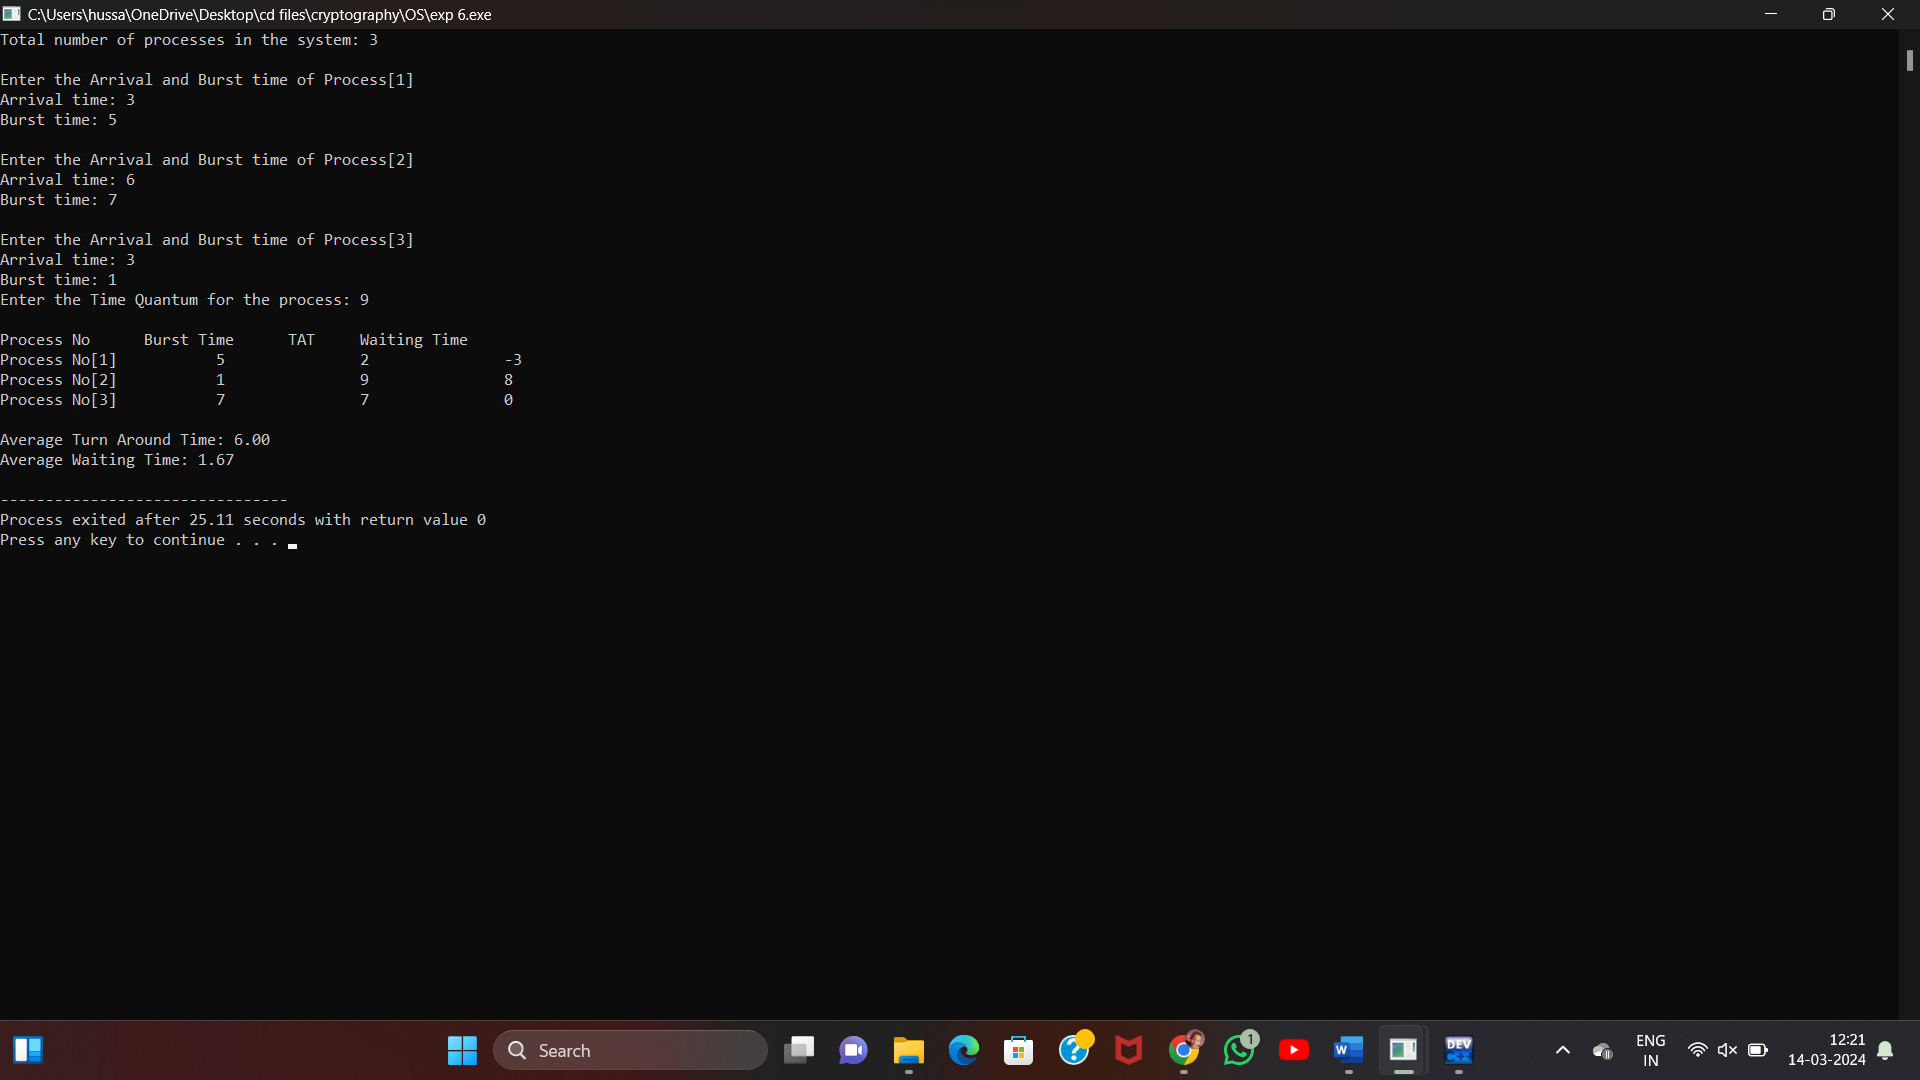 C:\Users\hussa\OneDrive\Desktop\cd files\cryptography\OS\exp 6.exe
Total number of processes in the system: 3
Enter the Arrival and Burst time of Process[1]
Arrival time: 3
Burst time: 5
Enter the Arrival and Burst time of Process[2]
Arrival time: 6
Burst time: 7
Enter the Arrival and Burst time of Process[3]
Arrival time: 3
Burst time: 1
Enter the Time Quantum for the process: 9
Process No      Burst Time      TAT     Waiting Time
Process No[1]           5               2               -3
Process No[2]           1               9               8
Process No[3]           7               7               0
Average Turn Around Time: 6.00
Average Waiting Time: 1.67
--------------------------------
Process exited after 25.11 seconds with return value 0
Press any key to continue . . .
Search
1
W
DEV
C++
ENG
IN
12:21
14-03-2024